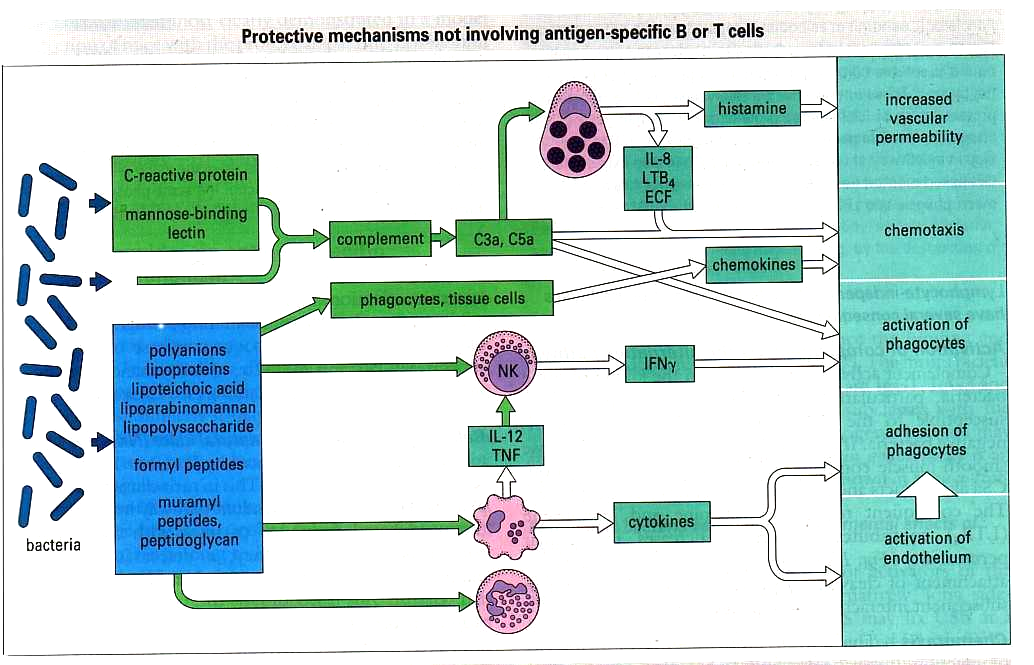 Protective mechanisms not involving antigen-specific B or T cells
C-reactive protein
mannose-binding
lectin
complement
C3a, C5a
histamine
IL-8
LTB₄
ECF
chemokines
phagocytes, tissue cells
polyanions
lipoproteins
lipoteichoic acid
lipoarabinomannan
lipopolysaccharide
formyl peptides
muramyl
peptides,
peptidoglycan
bacteria
NK
IFNγ
IL-12
TNF
cytokines
increased
vascular
permeability
chemotaxis
activation of
phagocytes
adhesion of
phagocytes
activation of
endothelium